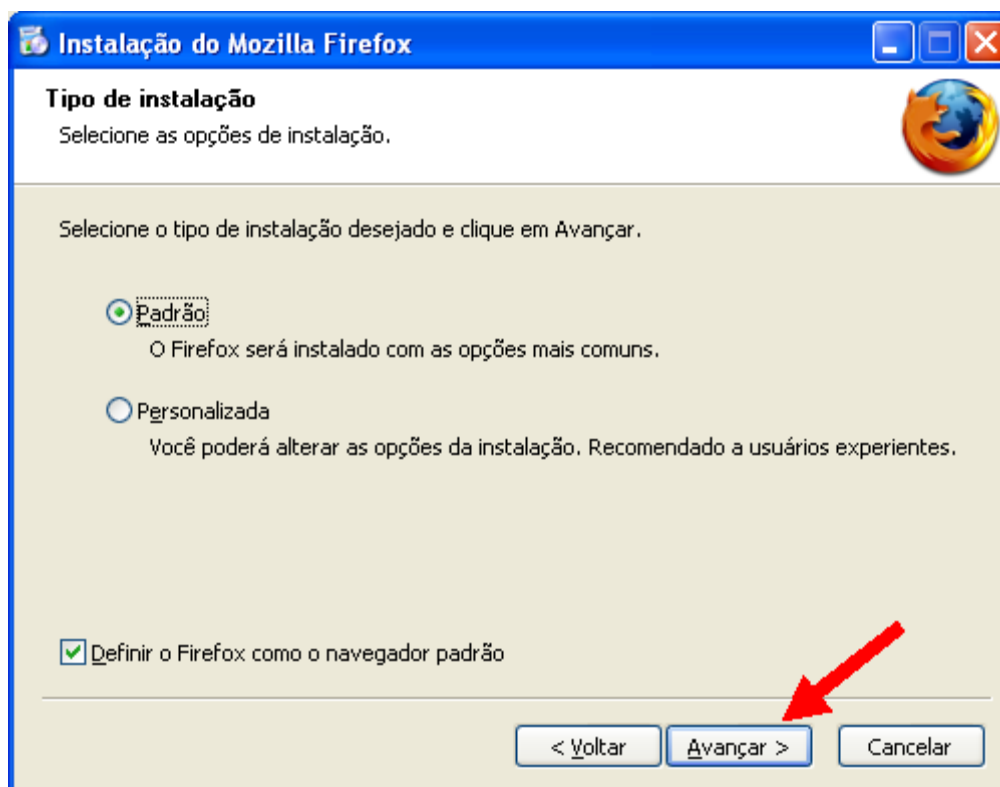 Instalação do Mozilla Firefox
Tipo de instalação
Selecione as opções de instalação.
Selecione o tipo de instalação desejado e clique em Avançar.
Padrão
O Firefox será instalado com as opções mais comuns.
Personalizada
Você poderá alterar as opções da instalação. Recomendado a usuários experientes.
Definir o Firefox como o navegador padrão
< Voltar
Avançar >
Cancelar